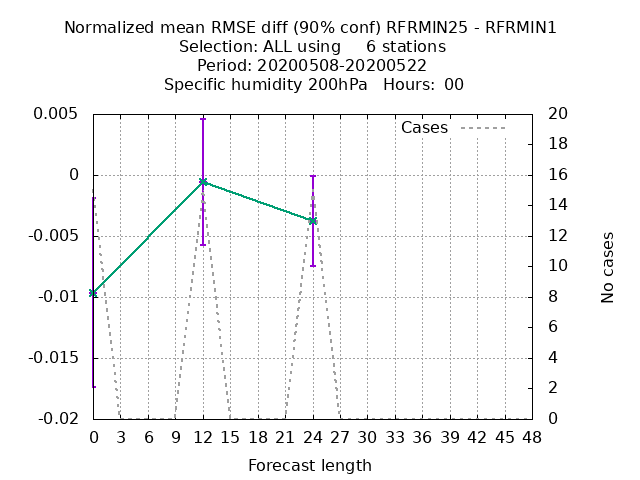 Normalized mean RMSE diff (90% conf) RFRMIN25 - RFRMIN1
Selection: ALL using     6 stations
Period: 20200508-20200522
Specific humidity 200hPa   Hours:  00
0.005
0
-0.005
-0.01
-0.015
-0.02
Cases
20
18
16
14
12
10
8
6
4
2
0
No cases
0 3 6 9 12 15 18 21 24 27 30 33 36 39 42 45 48
Forecast length